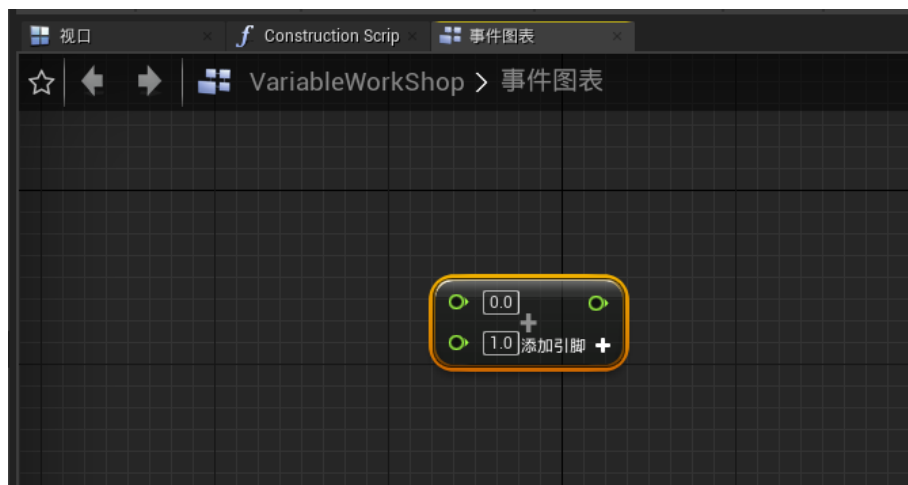 视口
Construction Scrip
事件图表
VariableWorkShop > 事件图表
0.0
1.0 添加引脚 +